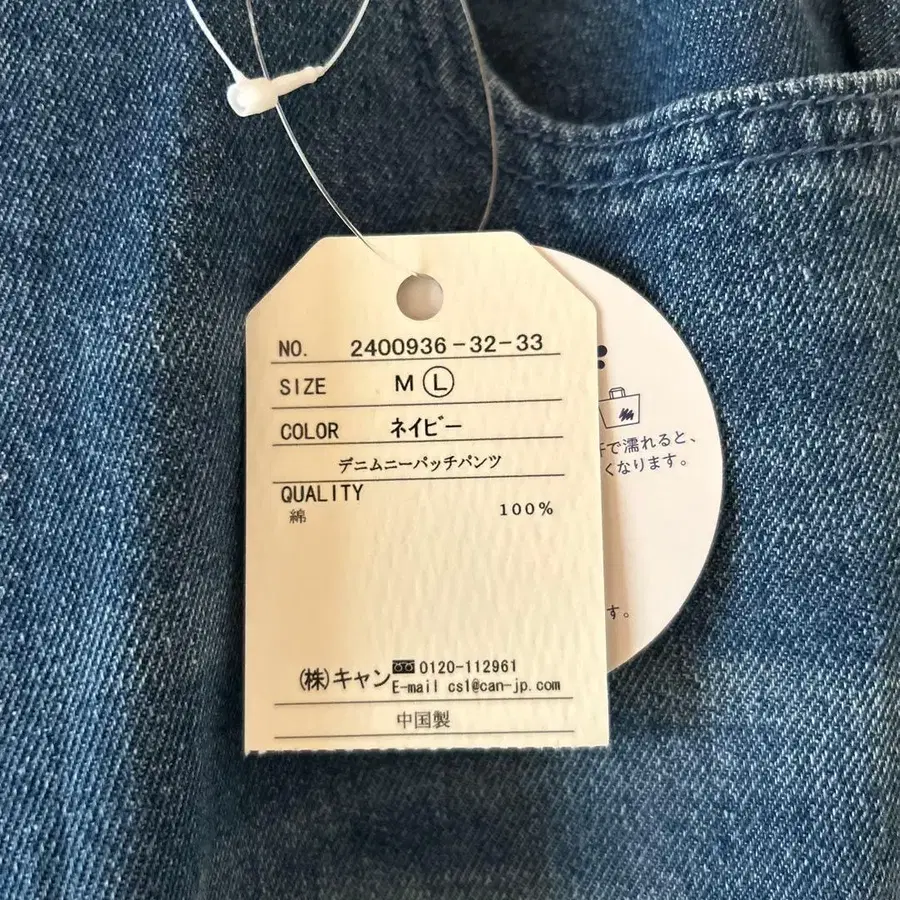 NO. 2400936-32-33
SIZE M Ⓛ
COLOR ネイビー
デニムニーパッチパンツ
QUALITY
綿 100%
(株)キャン 0120-112961
E-mail cs1@can-jp.com
中国製
で濡れると、
くなります。
す。